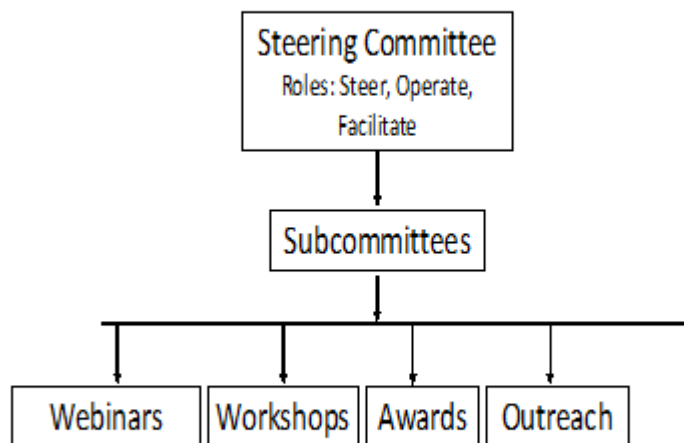 Steering Committee
Roles: Steer, Operate,
Facilitate
Subcommittees
Webinars
Workshops
Awards
Outreach